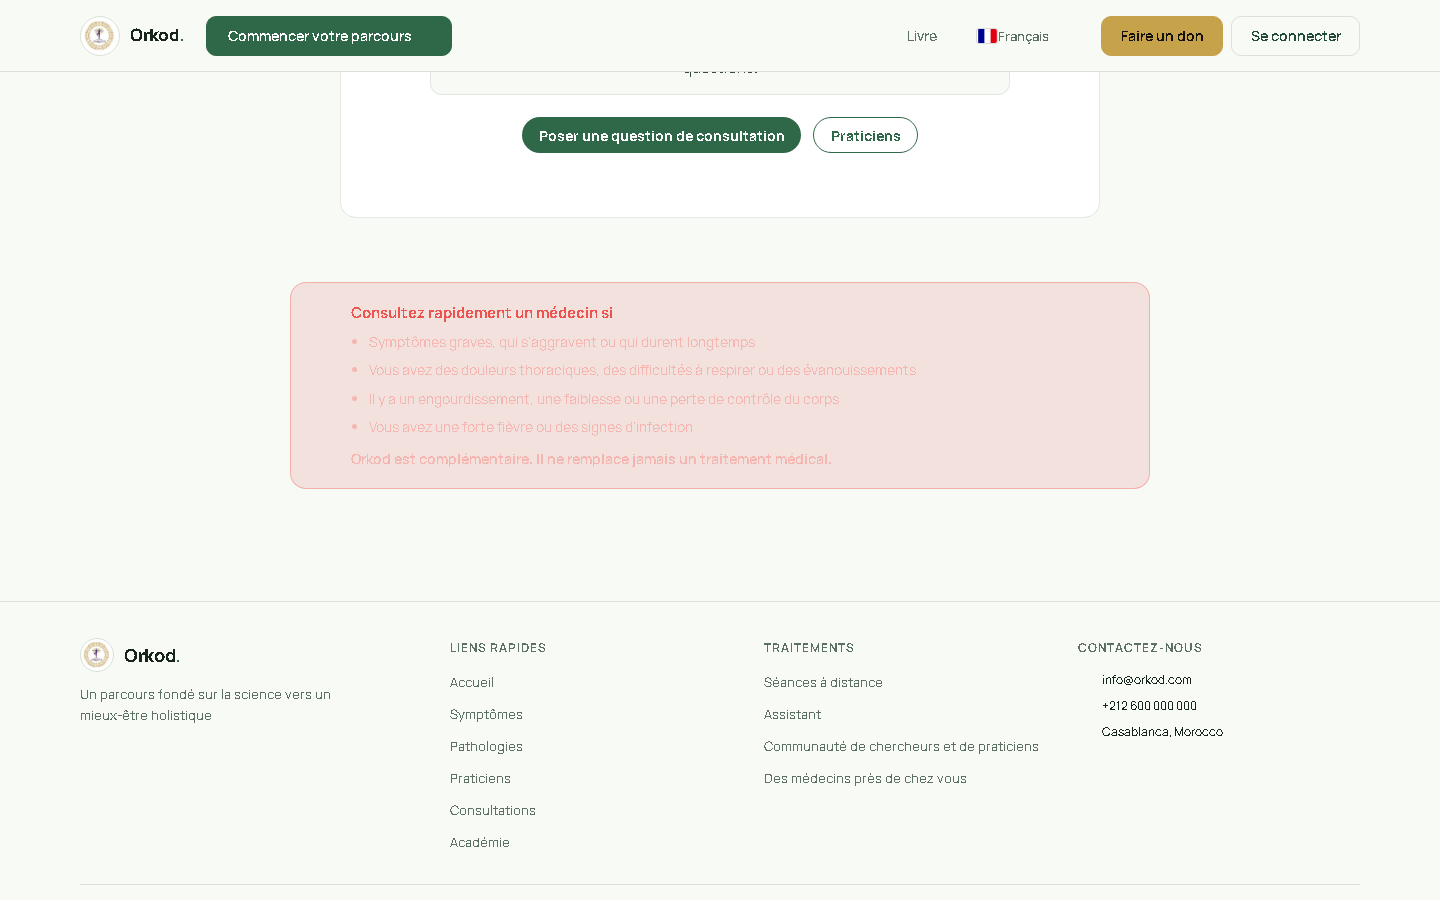 Orkod.
Commencer votre parcours
Livre
Français
Faire un don
Se connecter
Poser une question de consultation
Praticiens
Consultez rapidement un médecin si
Symptômes graves, qui s'aggravent ou qui durent longtemps
Vous avez des douleurs thoraciques, des difficultés à respirer ou des évanouissements
Il y a un engourdissement, une faiblesse ou une perte de contrôle du corps
Vous avez une forte fièvre ou des signes d'infection
Orkod est complémentaire. Il ne remplace jamais un traitement médical.
Orkod.
Un parcours fondé sur la science vers un
mieux-être holistique
LIENS RAPIDES
Accueil
Symptômes
Pathologies
Praticiens
Consultations
Académie
TRAITEMENTS
Séances à distance
Assistant
Communauté de chercheurs et de praticiens
Des médecins près de chez vous
CONTACTEZ-NOUS
info@orkod.com
+212 600 000 000
Casablanca, Morocco